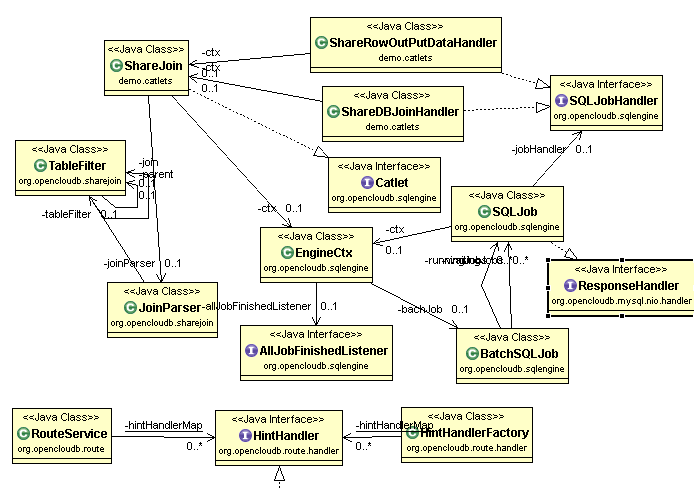 <<Java Class>>
ShareRowOutPutDataHandler
demo.catlets
<<Java Class>>
ShareJoin
demo.catlets
-ctx
-ctx
0..1
0..1
<<Java Class>>
ShareDBJoinHandler
demo.catlets
<<Java Interface>>
SQLJobHandler
org.opencloudb.sqlengine
-jobHandler 0..1
<<Java Class>>
TableFilter
org.opencloudb.sharejoin
-join
-parent
0..1
0..1
-tableFilter 0..1
<<Java Interface>>
Catlet
org.opencloudb.sqlengine
<<Java Class>>
SQLJob
org.opencloudb.sqlengine
-ctx 0..1
-ctx
0..1
<<Java Class>>
EngineCtx
org.opencloudb.sqlengine
0..*
0..*
<<Java Interface>>
ResponseHandler
org.opencloudb.mysql.nio.handler
-joinParser 0..1
<<Java Class>>
JoinParser
org.opencloudb.sharejoin
-allJobFinishedListener 0..1
-bachJob 0..1
<<Java Interface>>
AllJobFinishedListener
org.opencloudb.sqlengine
<<Java Class>>
BatchSQLJob
org.opencloudb.sqlengine
<<Java Class>>
RouteService
org.opencloudb.route
-hintHandlerMap
0..*
<<Java Interface>>
HintHandler
org.opencloudb.route.handler
-hintHandlerMap
0..*
<<Java Class>>
HintHandlerFactory
org.opencloudb.route.handler